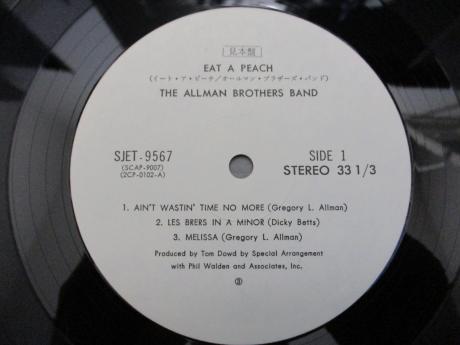 見本盤
EAT A PEACH
(イート・ア・ピーチ/オールマン・ブラザーズ・バンド)
THE ALLMAN BROTHERS BAND
SJET-9567
(SCAP-9007)
(2CP-0102-A)
SIDE 1
STEREO 33 1/3
1. AIN'T WASTIN' TIME NO MORE (Gregory L. Allman)
2. LES BRERS IN A MINOR (Dicky Betts)
3. MELISSA (Gregory L. Allman)
Produced by Tom Dowd by Special Arrangement
with Phil Walden and Associates, Inc.